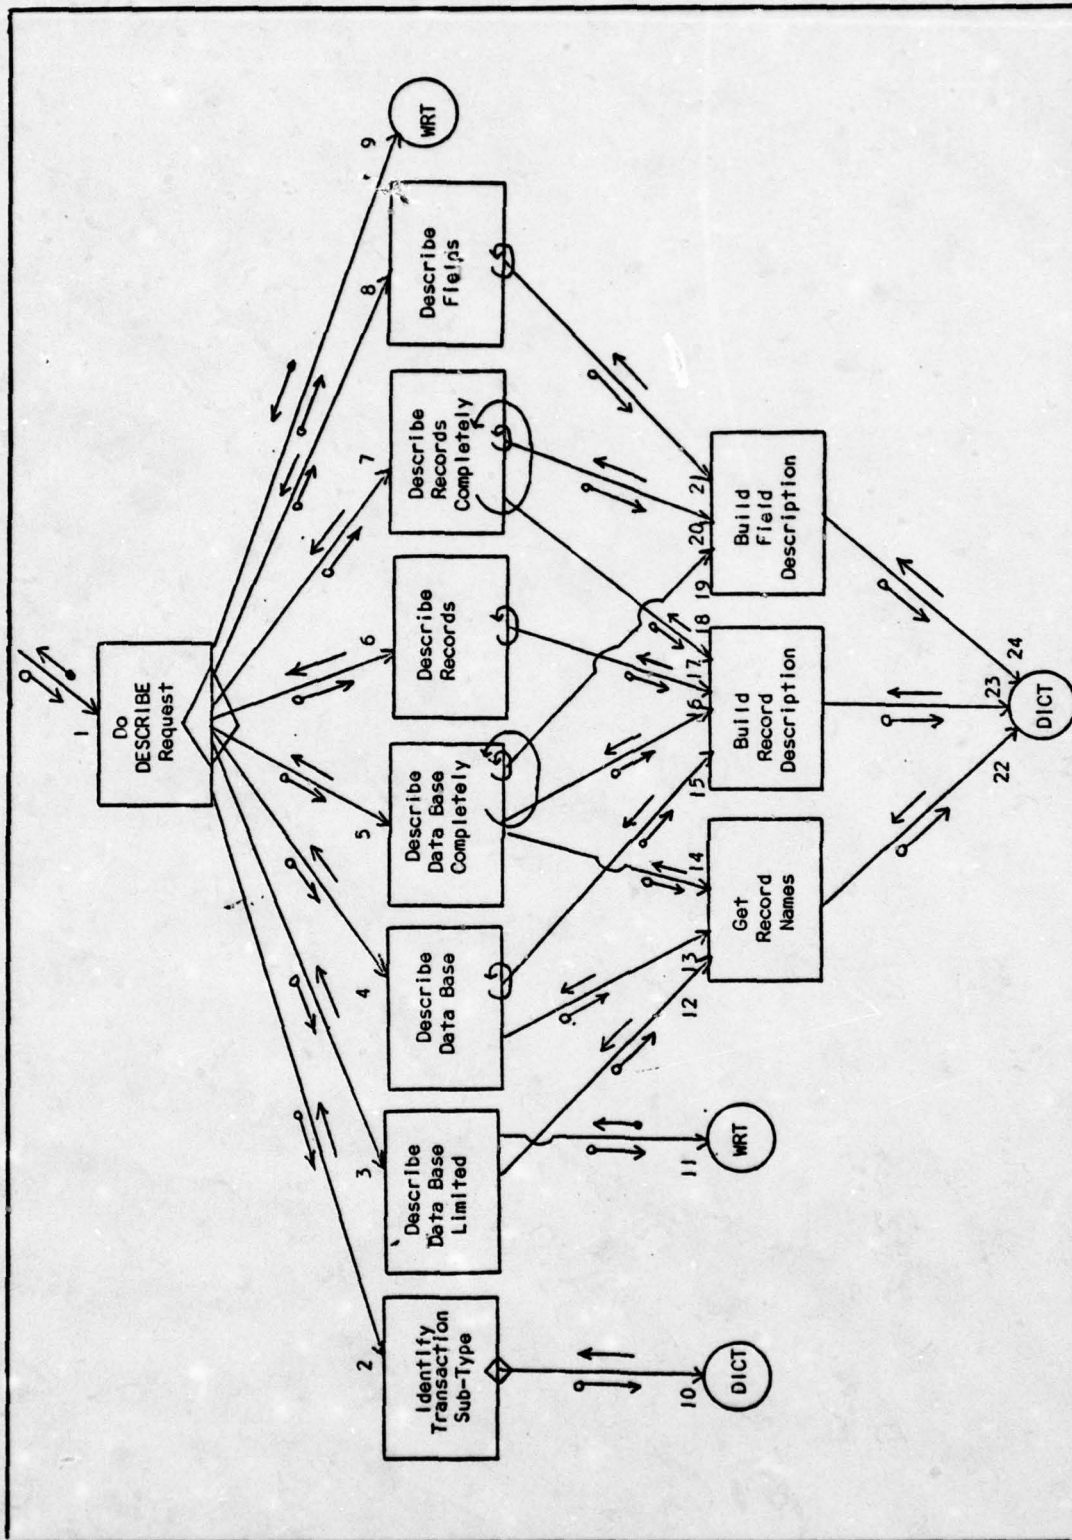 1
Do
DESCRIBE
Request
2
3
4
5
6
7
8
9
Identify
Transaction
Sub-Type
Describe
Data Base
Limited
Describe
Data Base
Describe
Data Base
Completely
Describe
Records
Describe
Records
Completely
Describe
Fields
WRT
10
11
12
13
14
15
16
17
18
19
20
21
DICT
WRT
Get
Record
Names
Build
Record
Description
Build
Field
Description
22
23
24
DICT